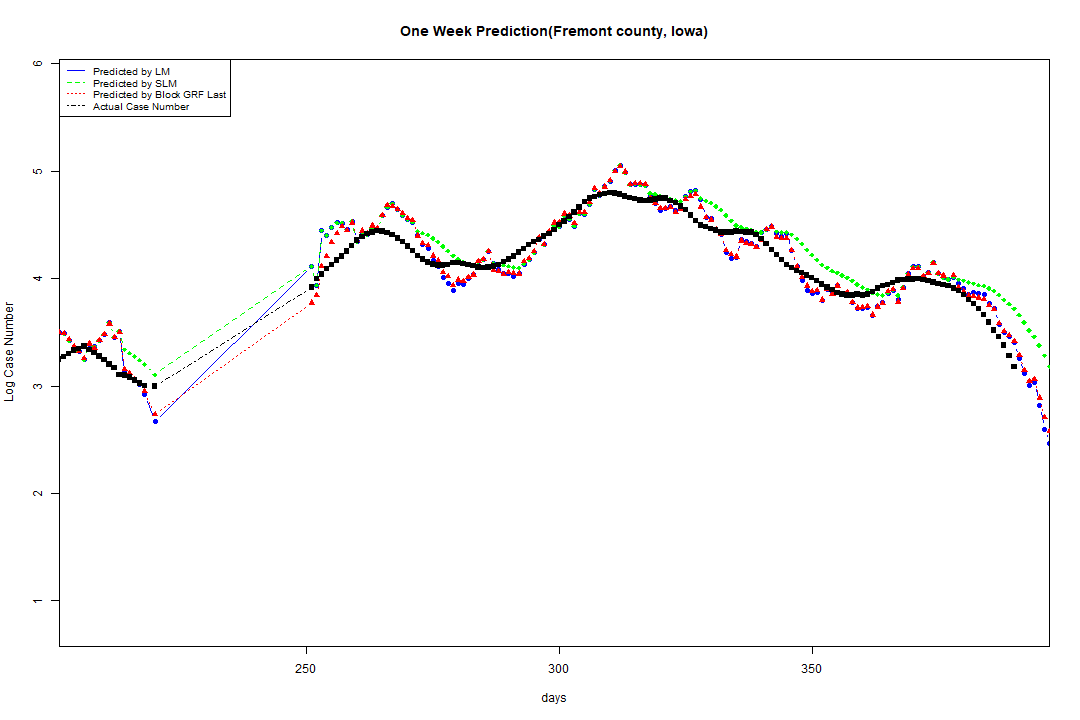 One Week Prediction(Fremont county, Iowa)
Predicted by LM
Predicted by SLM
Predicted by Block GRF Last
Actual Case Number
6
5
4
3
2
1
Log Case Number
250
300
350
days